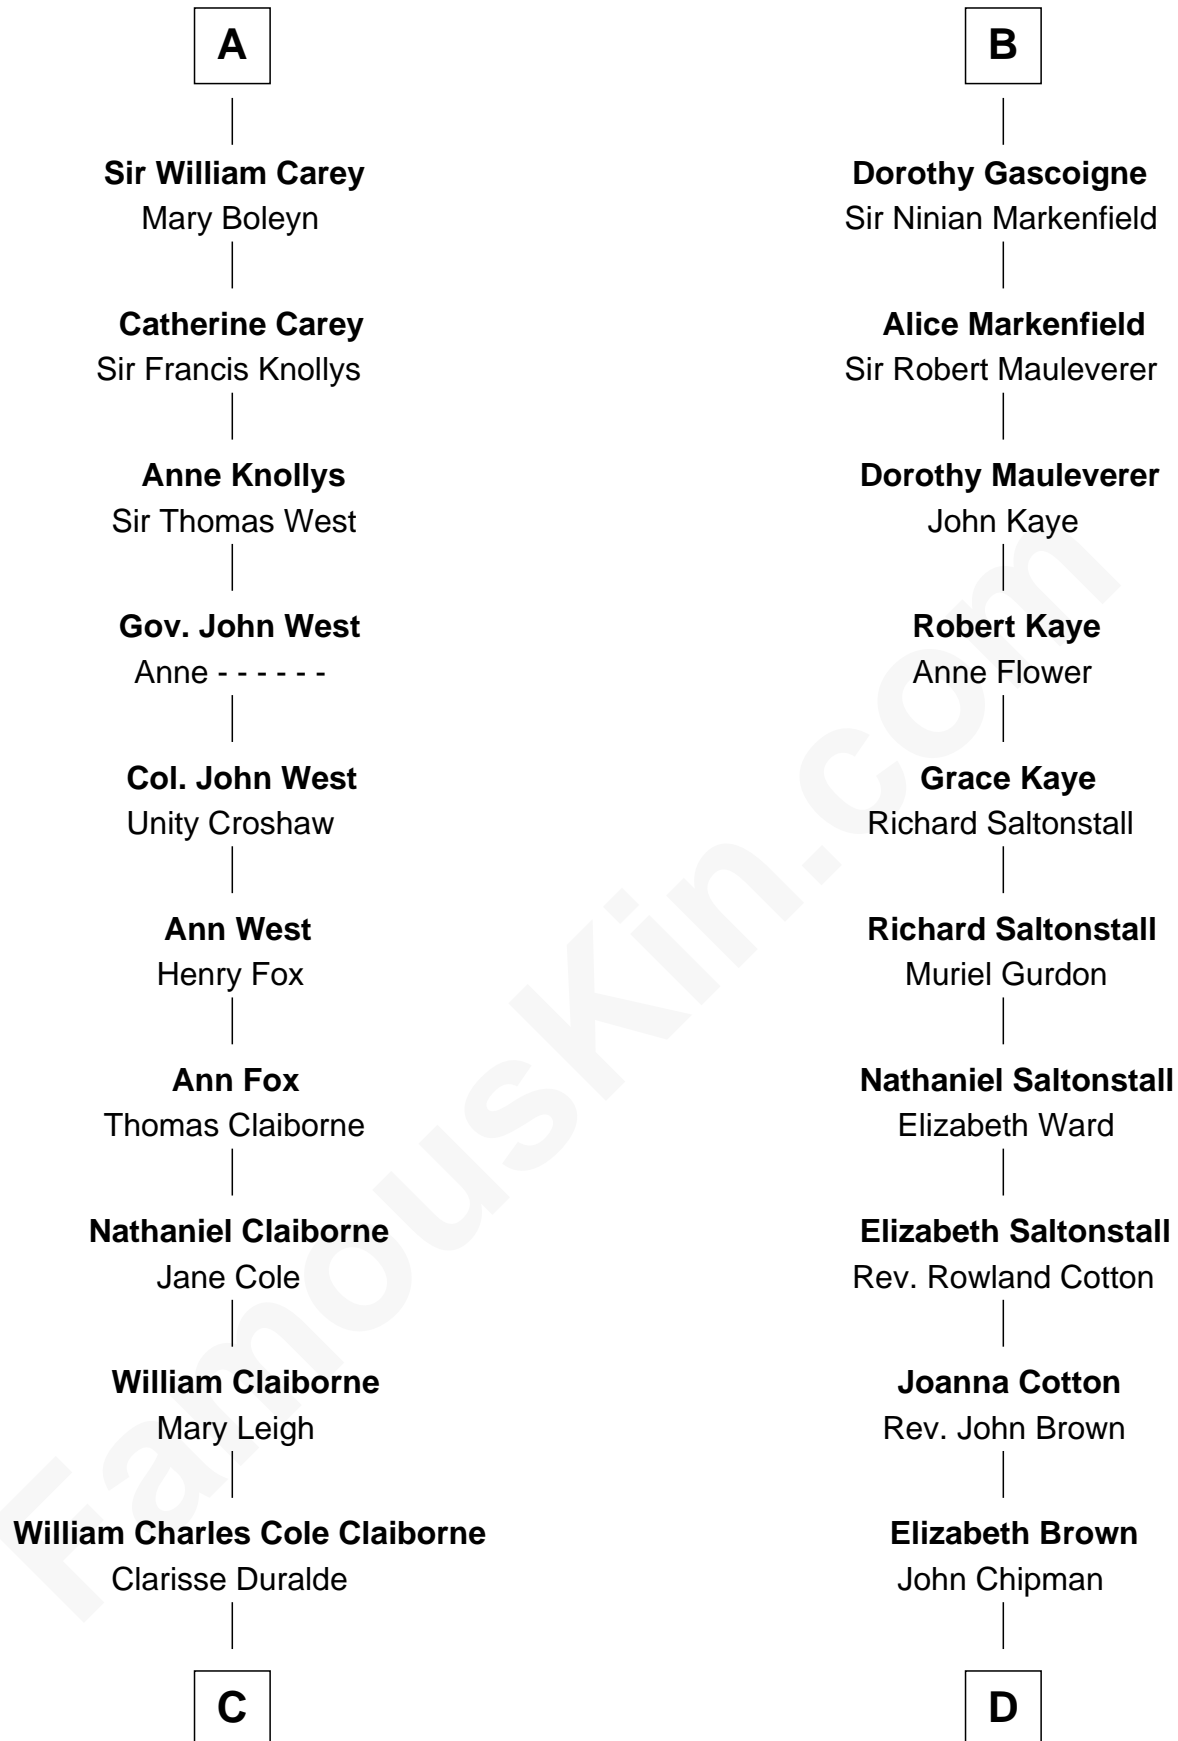 A
Sir William Carey
Mary Boleyn
Catherine Carey
Sir Francis Knollys
Anne Knollys
Sir Thomas West
Gov. John West
Anne - - - - - -
Col. John West
Unity Croshaw
Ann West
Henry Fox
Ann Fox
Thomas Claiborne
Nathaniel Claiborne
Jane Cole
William Claiborne
Mary Leigh
William Charles Cole Claiborne
Clarisse Duralde
C
B
Dorothy Gascoigne
Sir Ninian Markenfield
Alice Markenfield
Sir Robert Mauleverer
Dorothy Mauleverer
John Kaye
Robert Kaye
Anne Flower
Grace Kaye
Richard Saltonstall
Richard Saltonstall
Muriel Gurdon
Nathaniel Saltonstall
Elizabeth Ward
Elizabeth Saltonstall
Rev. Rowland Cotton
Joanna Cotton
Rev. John Brown
Elizabeth Brown
John Chipman
D
FamousKin.com